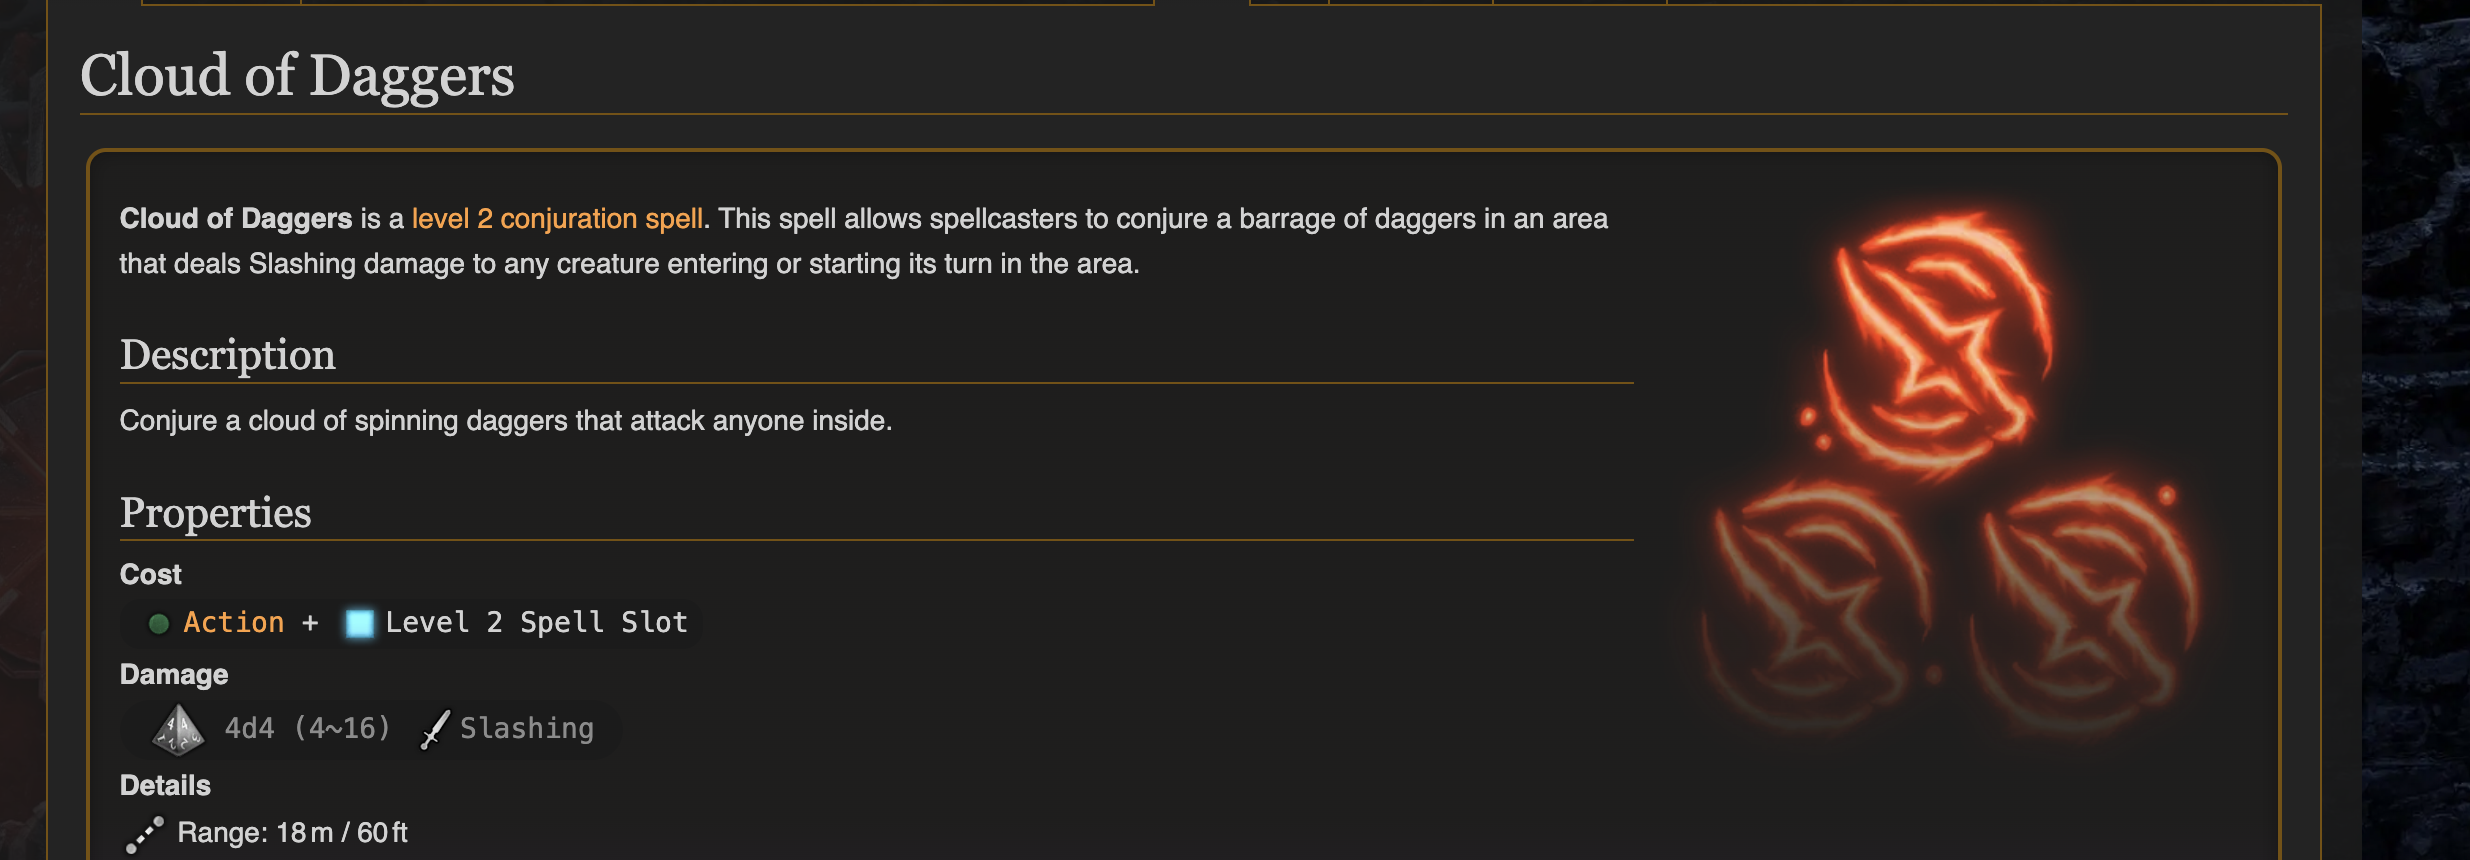 Cloud of Daggers
Cloud of Daggers is a level 2 conjuration spell. This spell allows spellcasters to conjure a barrage of daggers in an area
that deals Slashing damage to any creature entering or starting its turn in the area.
Description
Conjure a cloud of spinning daggers that attack anyone inside.
Properties
Cost
Action + Level 2 Spell Slot
Damage
4d4 (4~16) Slashing
Details
Range: 18 m / 60 ft